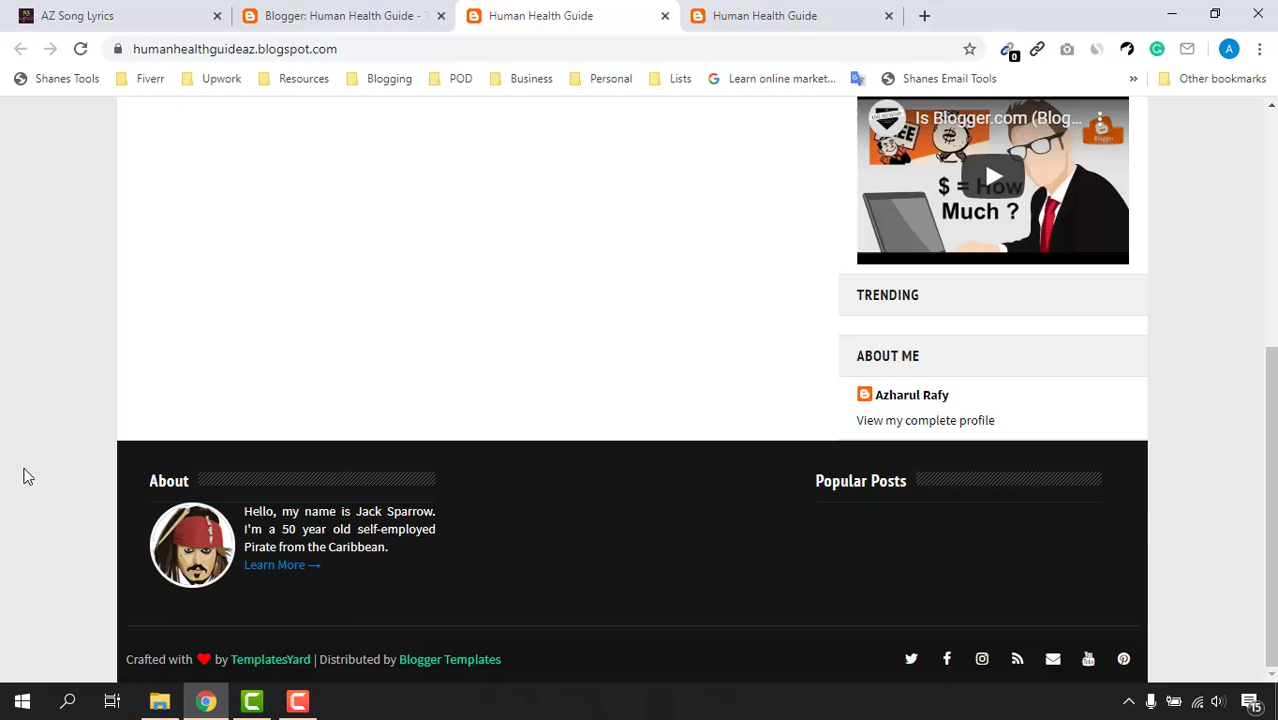 AZ Song Lyrics
Blogger: Human Health Guide - T
Human Health Guide
Human Health Guide
humanhealthguideaz.blogspot.com
0
A
Shanes Tools
Fiverr
Upwork
Resources
Blogging
POD
Business
Personal
Lists
Learn online market...
Shanes Email Tools
Other bookmarks
Is Blogger.com (Blog...
FREE
Blogger
$ = How
Much ?
TRENDING
ABOUT ME
Azharul Rafy
View my complete profile
About
Popular Posts
Hello, my name is Jack Sparrow.
I'm a 50 year old self-employed
Pirate from the Caribbean.
Learn More →
Crafted with ❤ by TemplatesYard | Distributed by Blogger Templates
15